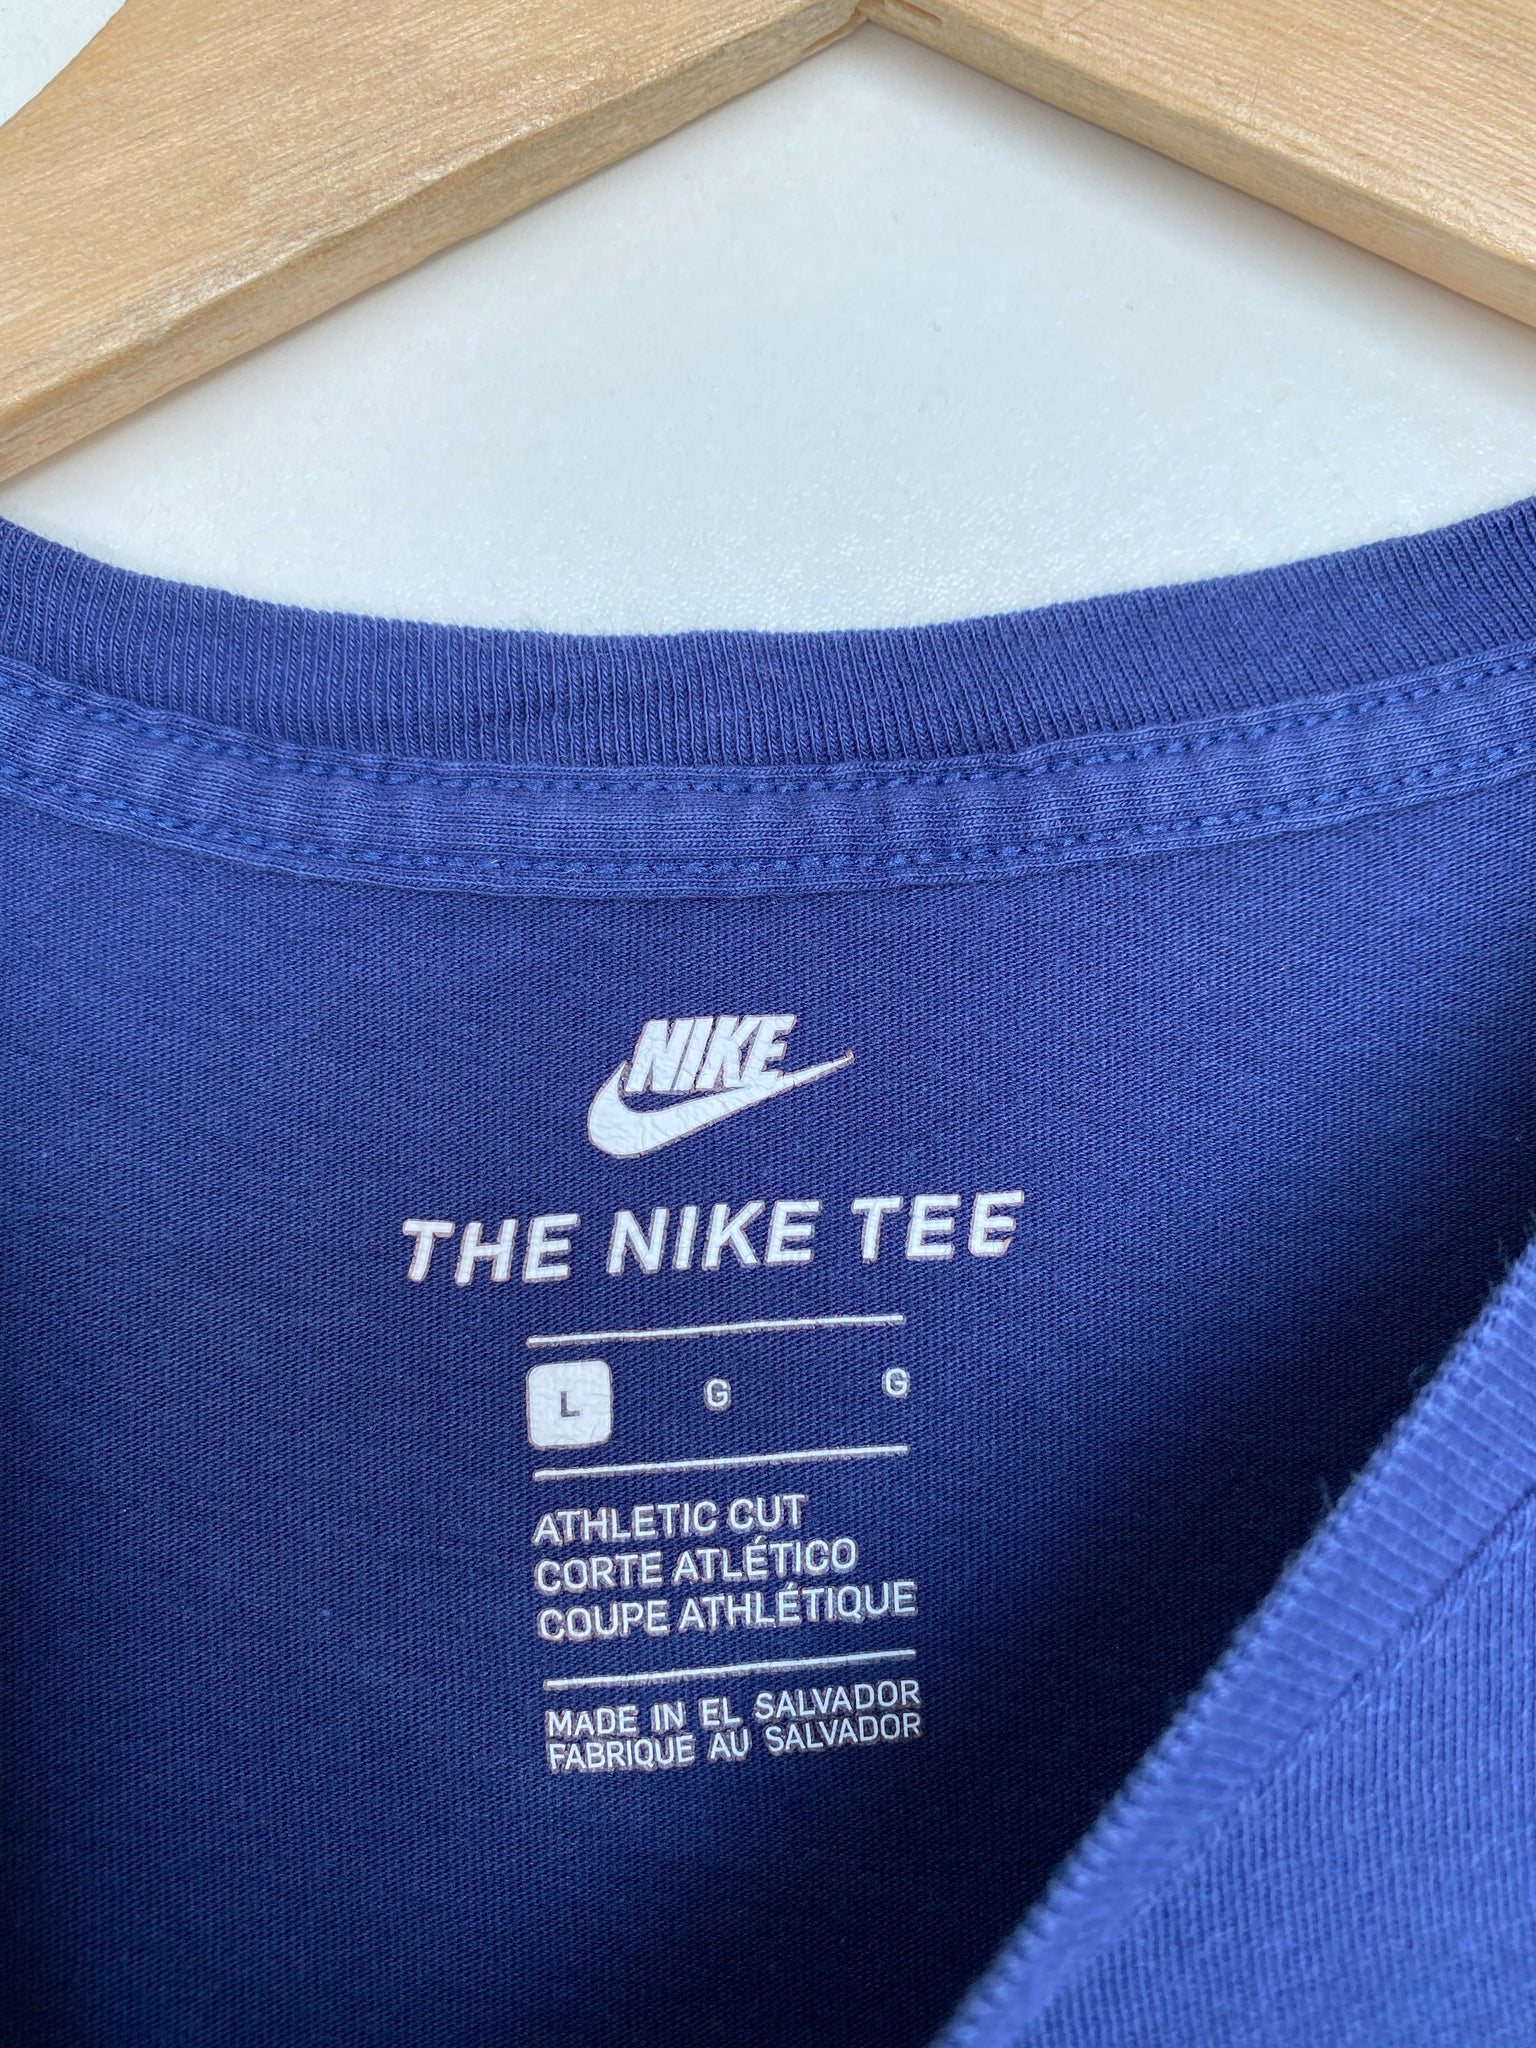 NIKE
THE NIKE TEE
L G G
ATHLETIC CUT
CORTE ATLÉTICO
COUPE ATHLÉTIQUE
MADE IN EL SALVADOR
FABRIQUE AU SALVADOR